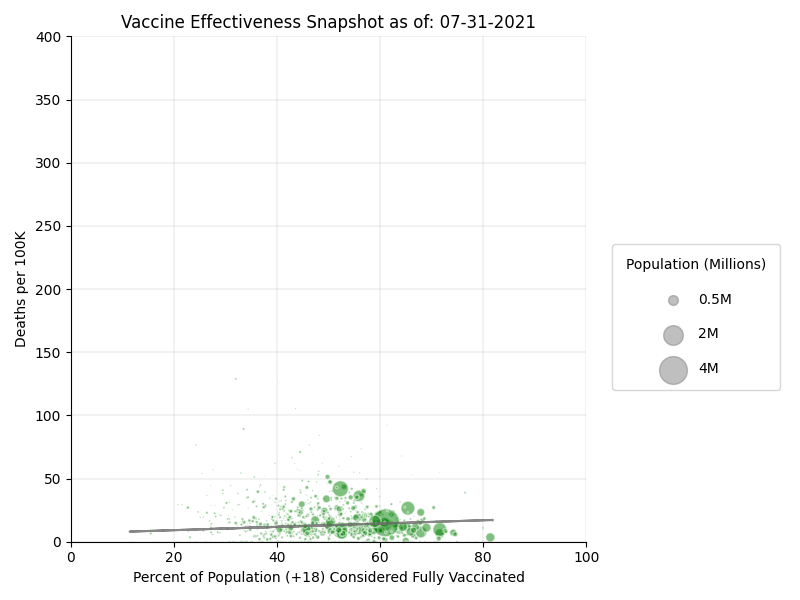 Vaccine Effectiveness Snapshot as of: 07-31-2021
400
350
300
250
200
150
100
50
0
Deaths per 100K
0 20 40 60 80 100
Percent of Population (+18) Considered Fully Vaccinated
Population (Millions)
0.5M
2M
4M